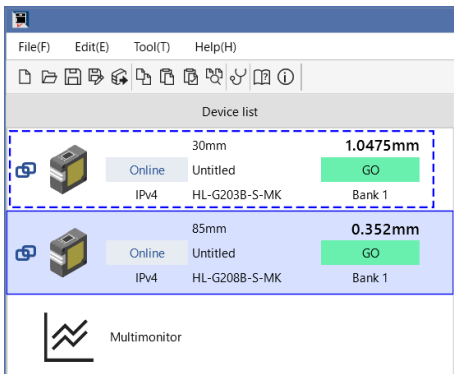 File(F) Edit(E) Tool(T) Help(H)
Device list
30mm 1.0475mm
Online Untitled GO
IPv4 HL-G203B-S-MK Bank 1
85mm 0.352mm
Online Untitled GO
IPv4 HL-G208B-S-MK Bank 1
Multimonitor